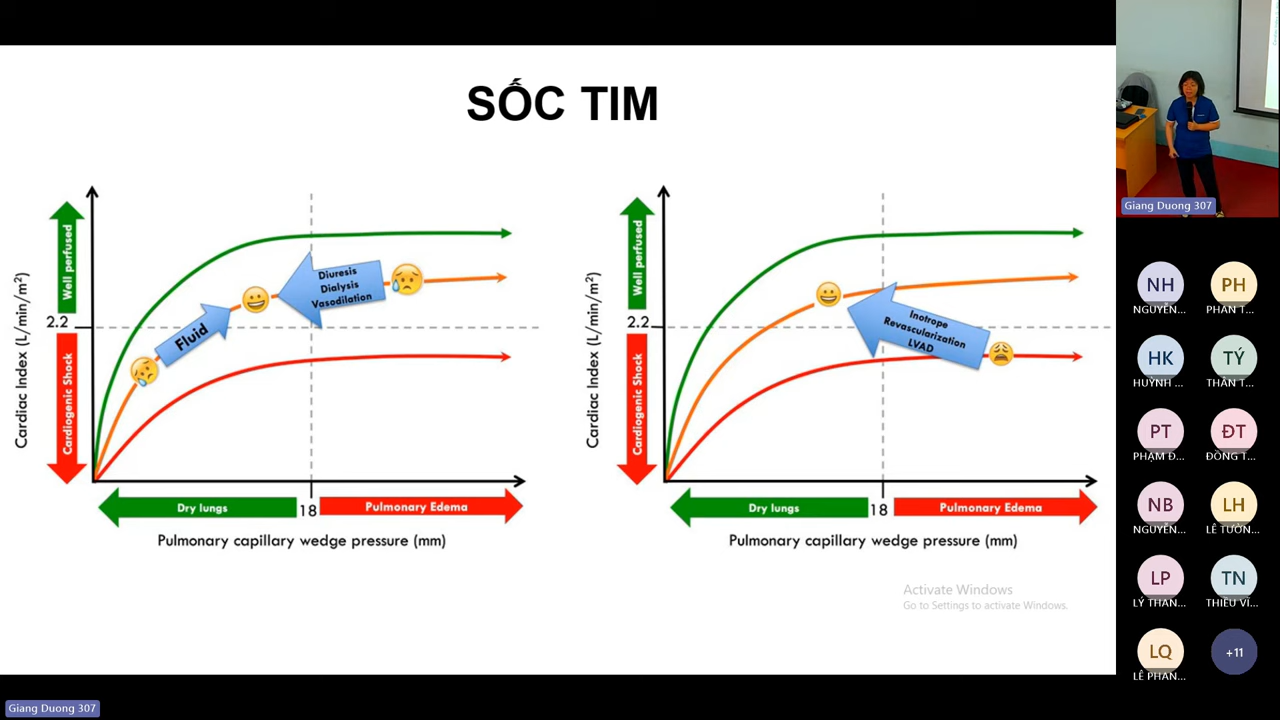 SỐC TIM
Cardiac Index (L/min/m²)
Well perfused
2.2
Cardiogenic Shock
Fluid
Diuresis
Dialysis
Vasodilation
Dry lungs
18
Pulmonary Edema
Pulmonary capillary wedge pressure (mm)
Cardiac Index (L/min/m²)
Well perfused
2.2
Cardiogenic Shock
Inotrope
Revascularization
LVAD
Dry lungs
18
Pulmonary Edema
Pulmonary capillary wedge pressure (mm)
Activate Windows
Go to Settings to activate Windows.
Giang Duong 307
Giang Duong 307
NH
NGUYỄN...
PH
PHAN T...
HK
HUỲNH ...
TÝ
THÂN T...
PT
PHẠM Đ...
ĐT
ĐỒNG T...
NB
NGUYỄN...
LH
LÊ TƯỜN...
LP
LÝ THAN...
TN
THIỀU VĨ...
LQ
LÊ PHAN...
+11